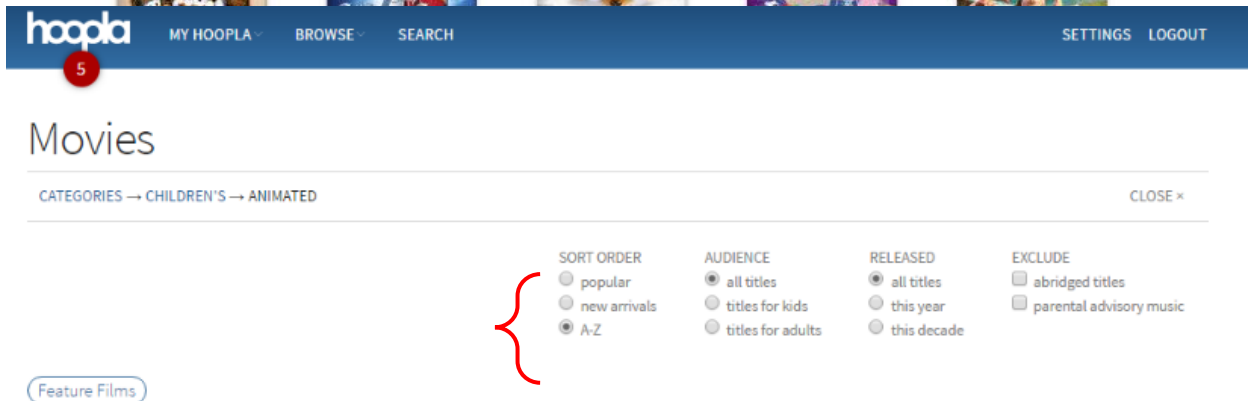 hoopla MY HOOPLA BROWSE SEARCH SETTINGS LOGOUT
5
Movies
CATEGORIES → CHILDREN'S → ANIMATED CLOSE ×
SORT ORDER AUDIENCE RELEASED EXCLUDE
popular all titles all titles abridged titles
new arrivals titles for kids this year parental advisory music
A-Z titles for adults this decade
Feature Films